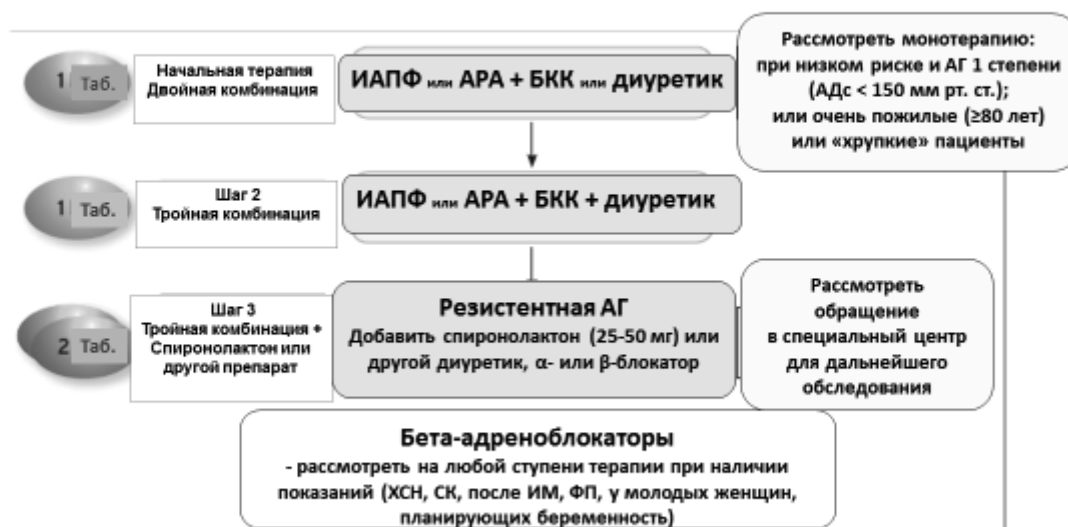 1 Таб.
Начальная терапия
Двойная комбинация
ИАПФ или АРА + БКК или диуретик
Рассмотреть монотерапию:
при низком риске и АГ 1 степени
(АДс < 150 мм рт. ст.);
или очень пожилые (≥80 лет)
или «хрупкие» пациенты
1 Таб.
Шаг 2
Тройная комбинация
ИАПФ или АРА + БКК + диуретик
2 Таб.
Шаг 3
Тройная комбинация +
Спиронолактон или
другой препарат
Резистентная АГ
Добавить спиронолактон (25-50 мг) или
другой диуретик, α- или β-блокатор
Рассмотреть
обращение
в специальный центр
для дальнейшего
обследования
Бета-адреноблокаторы
- рассмотреть на любой ступени терапии при наличии
показаний (ХСН, СК, после ИМ, ФП, у молодых женщин,
планирующих беременность)